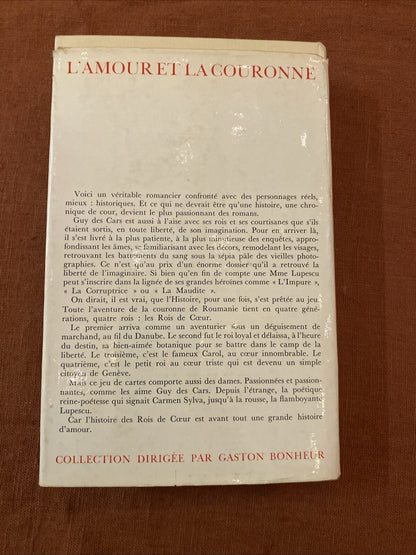 L'AMOUR ET LA COURONNE
Voici un véritable romancier confronté avec des personnages réels,
mieux : historiques. Et ce qui ne devrait être qu'une histoire, une chro-
nique de cour, devient le plus passionnant des romans.
Guy des Cars est aussi à l'aise avec ses rois et ses courtisanes que s'ils
étaient sortis, en toute liberté, de son imagination. Pour en arriver là,
il s'est livré à la plus patiente, à la plus minutieuse des enquêtes, appro-
fondissant les âmes, se familiarisant avec les décors, remodelant les visages,
retrouvant les battements du sang sous la sépia pâle des vieilles photo-
graphies. Ce n'est qu'au prix d'un énorme dossier qu'il a retrouvé la
liberté de l'imaginaire. Si bien qu'en fin de compte une Mme Lupescu
peut s'inscrire dans la lignée de ses grandes héroïnes comme « L'Impure »,
« La Corruptrice » ou « La Maudite ».
On dirait, il est vrai, que l'Histoire, pour une fois, s'est prêtée au jeu.
Toute l'aventure de la couronne de Roumanie tient en quatre géné-
rations, quatre rois : les Rois de Cœur.
Le premier arriva comme un aventurier sous un déguisement de
marchand, au fil du Danube. Le second fut le roi loyal et délaissa, à l'heure
du destin, sa bien-aimée botanique pour se battre dans le camp de la
liberté. Le troisième, c'est le fameux Carol, au cœur innombrable. Le
quatrième, c'est le petit roi au cœur triste qui est devenu un simple
citoyen de Genève.
Mais ce jeu de cartes comporte aussi des dames. Passionnées et passion-
nantes, comme les aime Guy des Cars. Depuis l'étrange, la poétique
reine-poétesse qui signait Carmen Sylva, jusqu'à la rousse, la flamboyante
Lupescu.
Car l'histoire des Rois de Cœur est avant tout une grande histoire
d'amour.
COLLECTION DIRIGÉE PAR GASTON BONHEUR